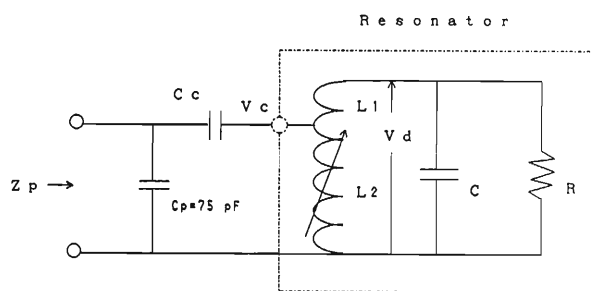 Resonator
Cc
Vc
L1
Vd
Zp →
Cp=75 pF
L2
C
R